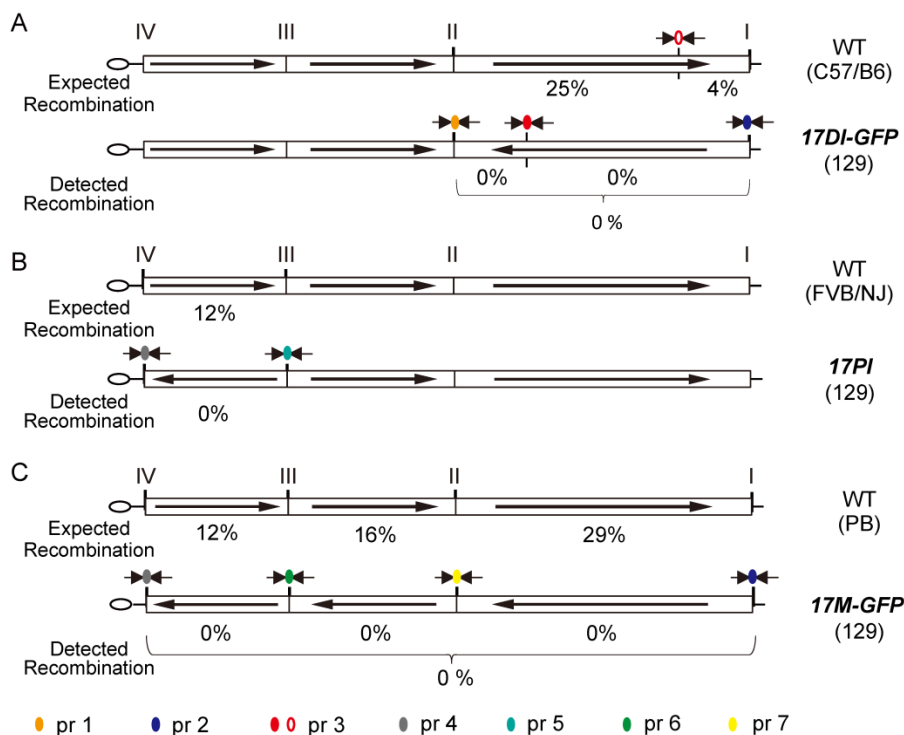 A
IV III II I
WT
(C57/B6)
Expected
Recombination
25% 4%
17DI-GFP
(129)
Detected
Recombination
0% 0%
0 %
B
IV III II I
WT
(FVB/NJ)
Expected
Recombination
12%
17PI
(129)
Detected
Recombination
0%
C
IV III II I
WT
(PB)
Expected
Recombination
12% 16% 29%
17M-GFP
(129)
Detected
Recombination
0% 0% 0%
0 %
pr 1 pr 2 pr 3 pr 4 pr 5 pr 6 pr 7